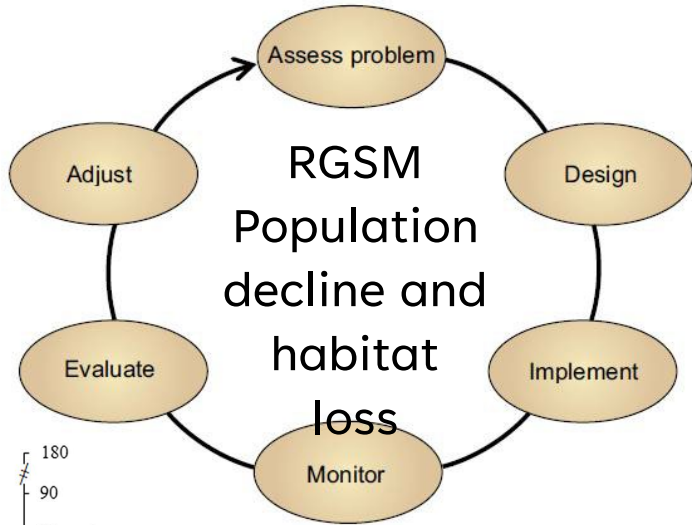 Assess problem
Adjust
Design
RGSM
Population
decline and
habitat
loss
Evaluate
Implement
Monitor
180
90